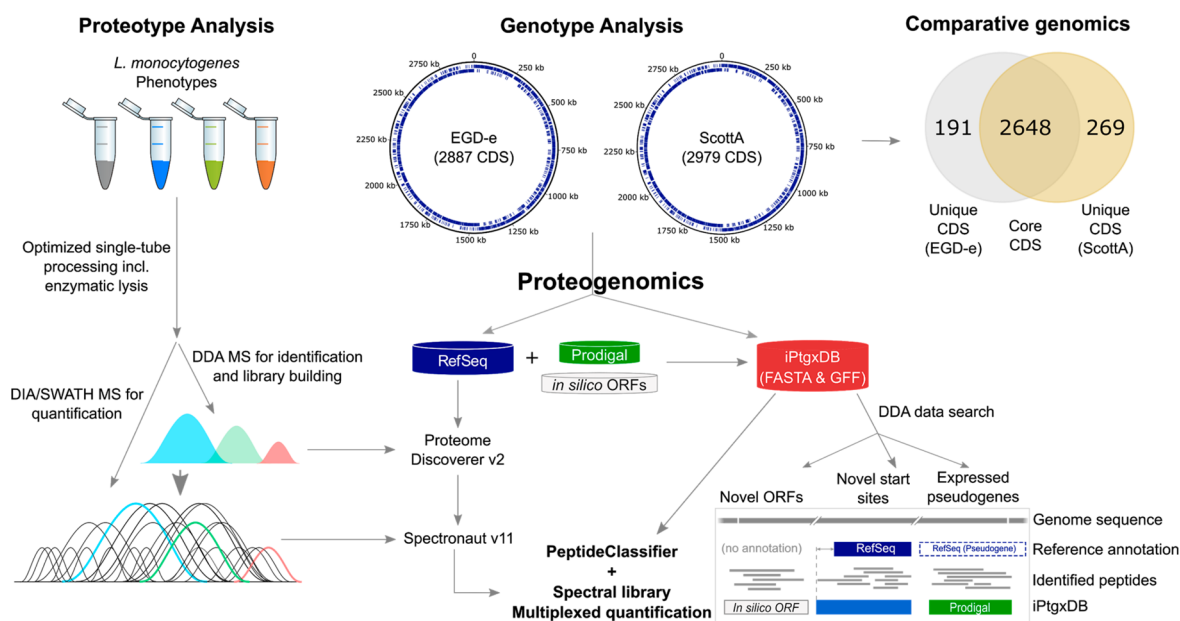 Proteotype Analysis
L. monocytogenes
Phenotypes
Optimized single-tube
processing incl.
enzymatic lysis
DDA MS for identification
and library building
DIA/SWATH MS for
quantification
Genotype Analysis
0
250 kb
500 kb
750 kb
1000 kb
1250 kb
1500 kb
1750 kb
2000 kb
2250 kb
2500 kb
2750 kb
EGD-e
(2887 CDS)
0
250 kb
500 kb
750 kb
1000 kb
1250 kb
1500 kb
1750 kb
2000 kb
2250 kb
2500 kb
2750 kb
ScottA
(2979 CDS)
Comparative genomics
191
2648
269
Unique
CDS
(EGD-e)
Core
CDS
Unique
CDS
(ScottA)
Proteogenomics
RefSeq
+
Prodigal
in silico ORFs
iPtgxDB
(FASTA & GFF)
Proteome
Discoverer v2
Spectronaut v11
PeptideClassifier
+
Spectral library
Multiplexed quantification
DDA data search
Novel ORFs
Novel start
sites
Expressed
pseudogenes
Genome sequence
(no annotation)
RefSeq
RefSeq (Pseudogene)
Reference annotation
Identified peptides
In silico ORF
Prodigal
iPtgxDB